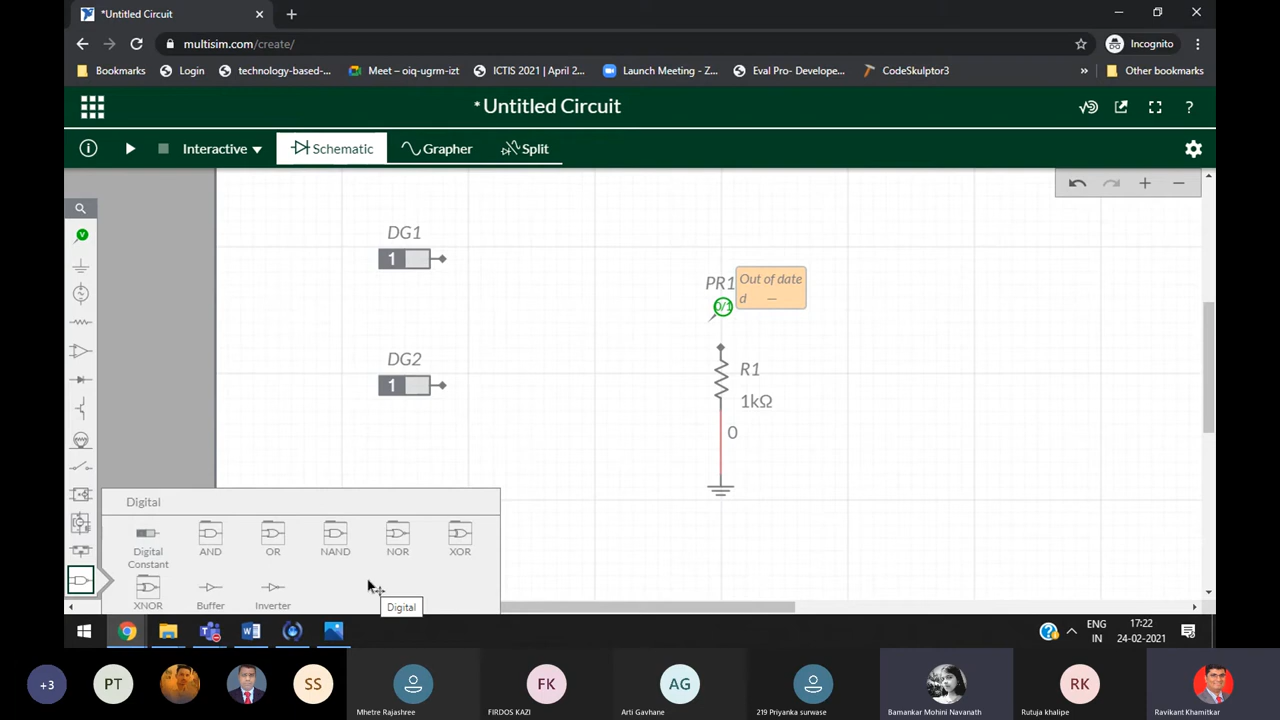 *Untitled Circuit
multisim.com/create/
Incognito
Bookmarks
Login
technology-based-...
Meet – oiq-ugrm-izt
ICTIS 2021 | April 2...
Launch Meeting - Z...
Eval Pro- Develope...
CodeSkulptor3
»
Other bookmarks
*Untitled Circuit
?
Interactive
Schematic
Grapher
Split
DG1
1
DG2
1
PR1
0/1
Out of date
d —
R1
1kΩ
0
V
Digital
Digital
Constant
AND
OR
NAND
NOR
XOR
XNOR
Buffer
Inverter
Digital
ENG
IN
17:22
24-02-2021
+3
PT
SS
Mhetre Rajashree
FK
FIRDOS KAZI
AG
Arti Gavhane
219 Priyanka surwase
Bamankar Mohini Navanath
RK
Rutuja khalipe
Ravikant Khamitkar